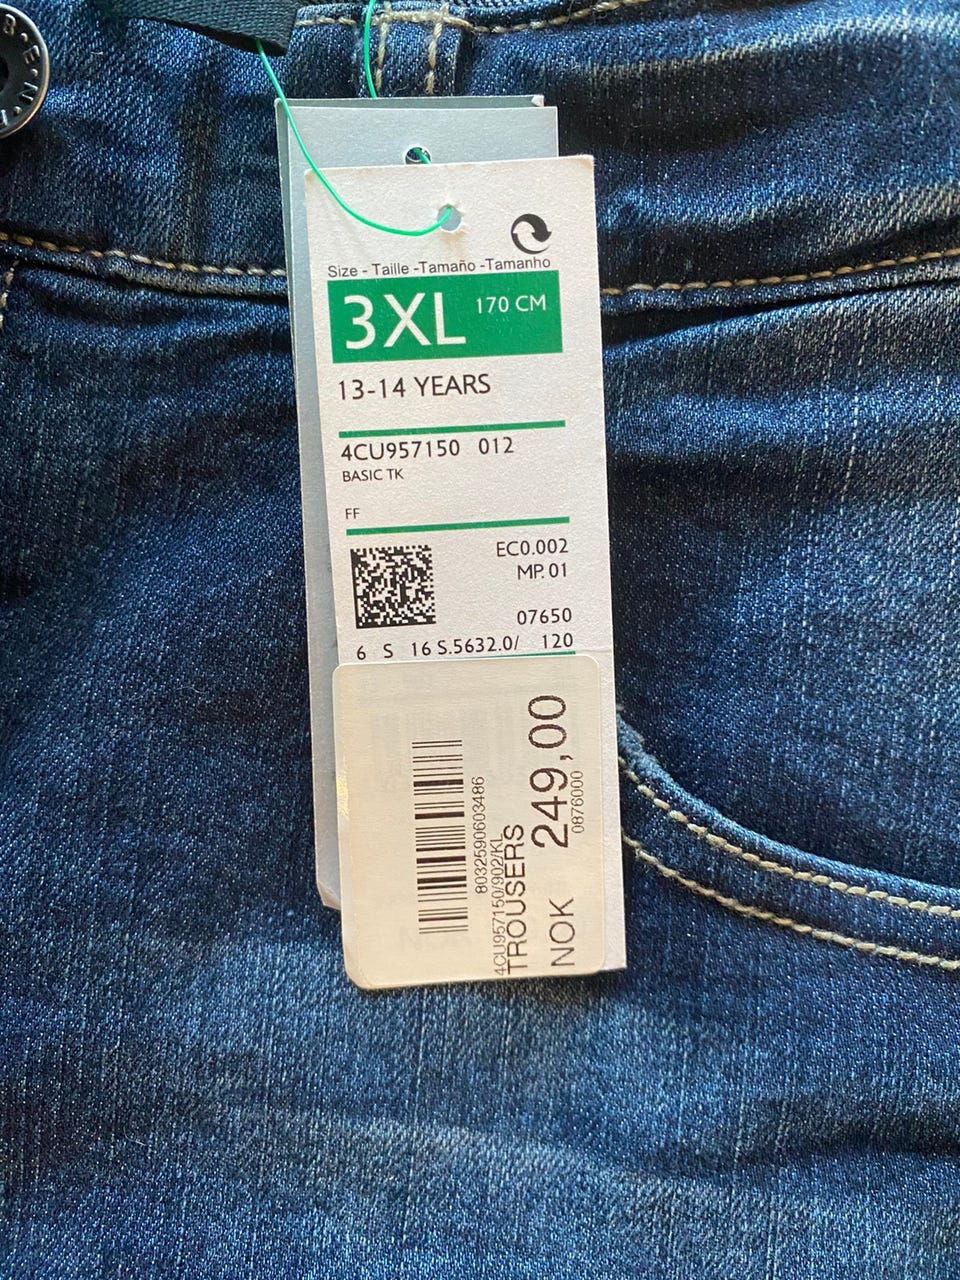 B.E.N.
Size - Taille -Tamaño -Tamanho
3XL 170 CM
13-14 YEARS
4CU957150 012
BASIC TK
FF
EC0.002
MP. 01
07650
6 S 16 S.5632.0/ 120
8032590603486
4CU957150/902/KL
TROUSERS
NOK 249,00
0876000